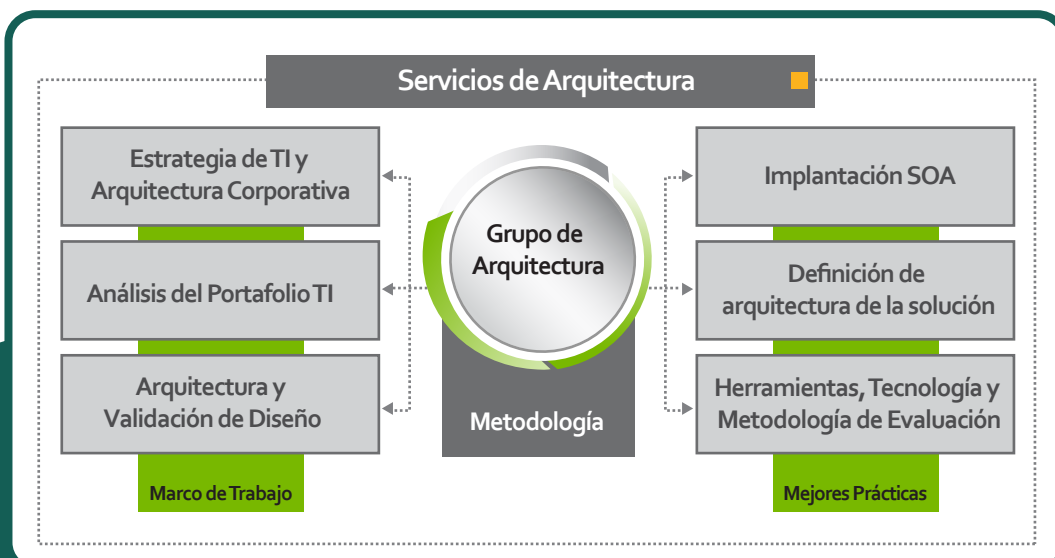 Servicios de Arquitectura
Estrategia de TI y
Arquitectura Corporativa
Análisis del Portafolio TI
Arquitectura y
Validación de Diseño
Marco de Trabajo
Grupo de
Arquitectura
Metodología
Implantación SOA
Definición de
arquitectura de la solución
Herramientas, Tecnología y
Metodología de Evaluación
Mejores Prácticas